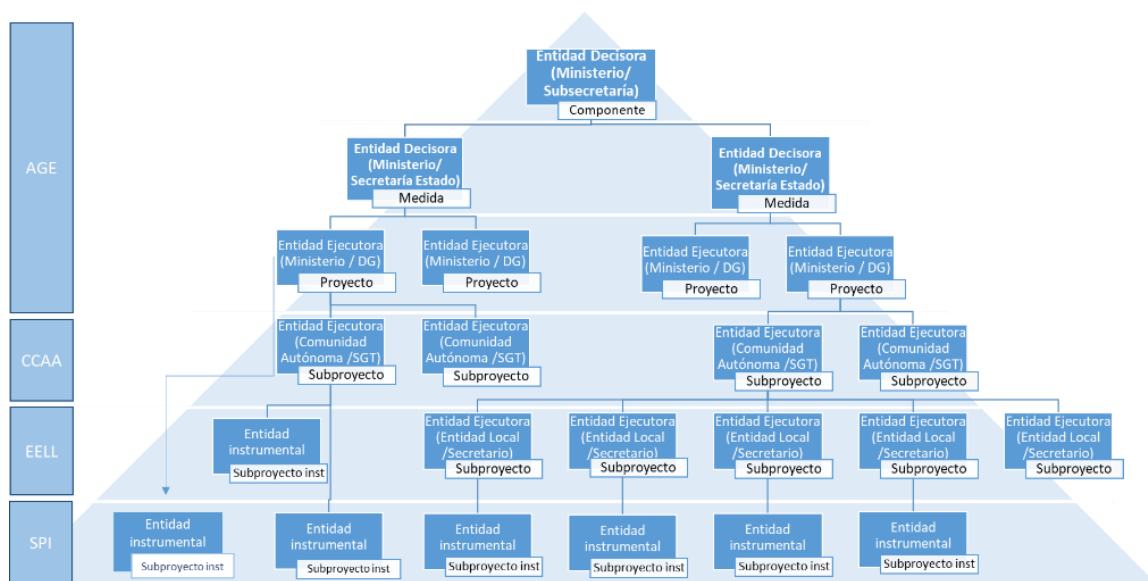 AGE
Entidad Decisora
(Ministerio/
Subsecretaría)
Componente
Entidad Decisora
(Ministerio/
Secretaría Estado)
Medida
Entidad Decisora
(Ministerio/
Secretaría Estado)
Medida
Entidad Ejecutora
(Ministerio / DG)
Proyecto
Entidad Ejecutora
(Ministerio / DG)
Proyecto
Entidad Ejecutora
(Ministerio / DG)
Proyecto
Entidad Ejecutora
(Ministerio / DG)
Proyecto
CCAA
Entidad Ejecutora
(Comunidad
Autónoma /SGT)
Subproyecto
Entidad Ejecutora
(Comunidad
Autónoma /SGT)
Subproyecto
Entidad Ejecutora
(Comunidad
Autónoma /SGT)
Subproyecto
Entidad Ejecutora
(Comunidad
Autónoma /SGT)
Subproyecto
EELL
Entidad
instrumental
Subproyecto inst
Entidad Ejecutora
(Entidad Local
/Secretario)
Subproyecto
Entidad Ejecutora
(Entidad Local
/Secretario)
Subproyecto
Entidad Ejecutora
(Entidad Local
/Secretario)
Subproyecto
Entidad Ejecutora
(Entidad Local
/Secretario)
Subproyecto
Entidad Ejecutora
(Entidad Local
/Secretario)
Subproyecto
SPI
Entidad
instrumental
Subproyecto inst
Entidad
instrumental
Subproyecto inst
Entidad
instrumental
Subproyecto inst
Entidad
instrumental
Subproyecto inst
Entidad
instrumental
Subproyecto inst
Entidad
instrumental
Subproyecto inst